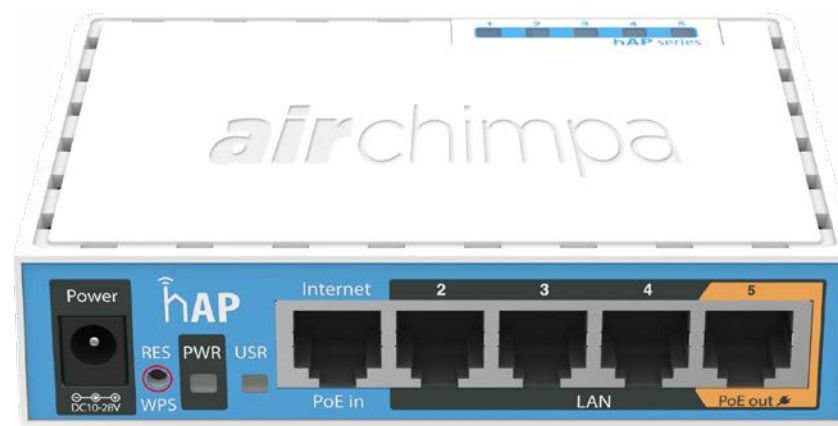 1 2 3 4 5
hAP series
airchimpa
Power
hAP
Internet
2 3 4 5
RES PWR USR
DC10-28V
WPS
PoE in
LAN
PoE out